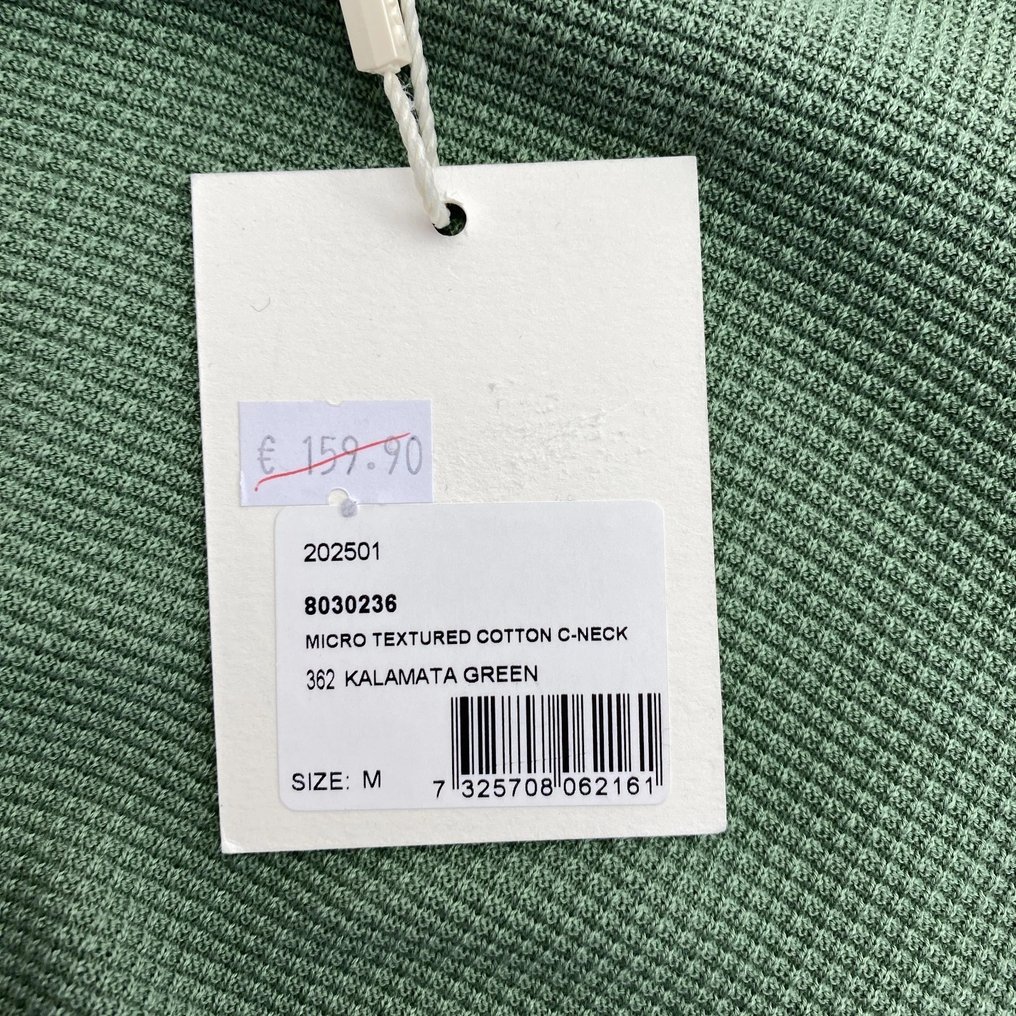 € 159.90
202501
8030236
MICRO TEXTURED COTTON C-NECK
362 KALAMATA GREEN
SIZE: M
7 325708 062161